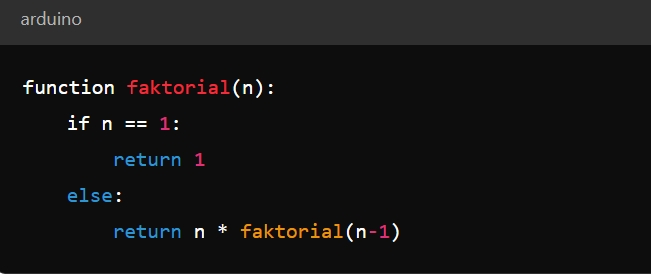 arduino
function faktorial(n):
    if n == 1:
        return 1
    else:
        return n * faktorial(n-1)